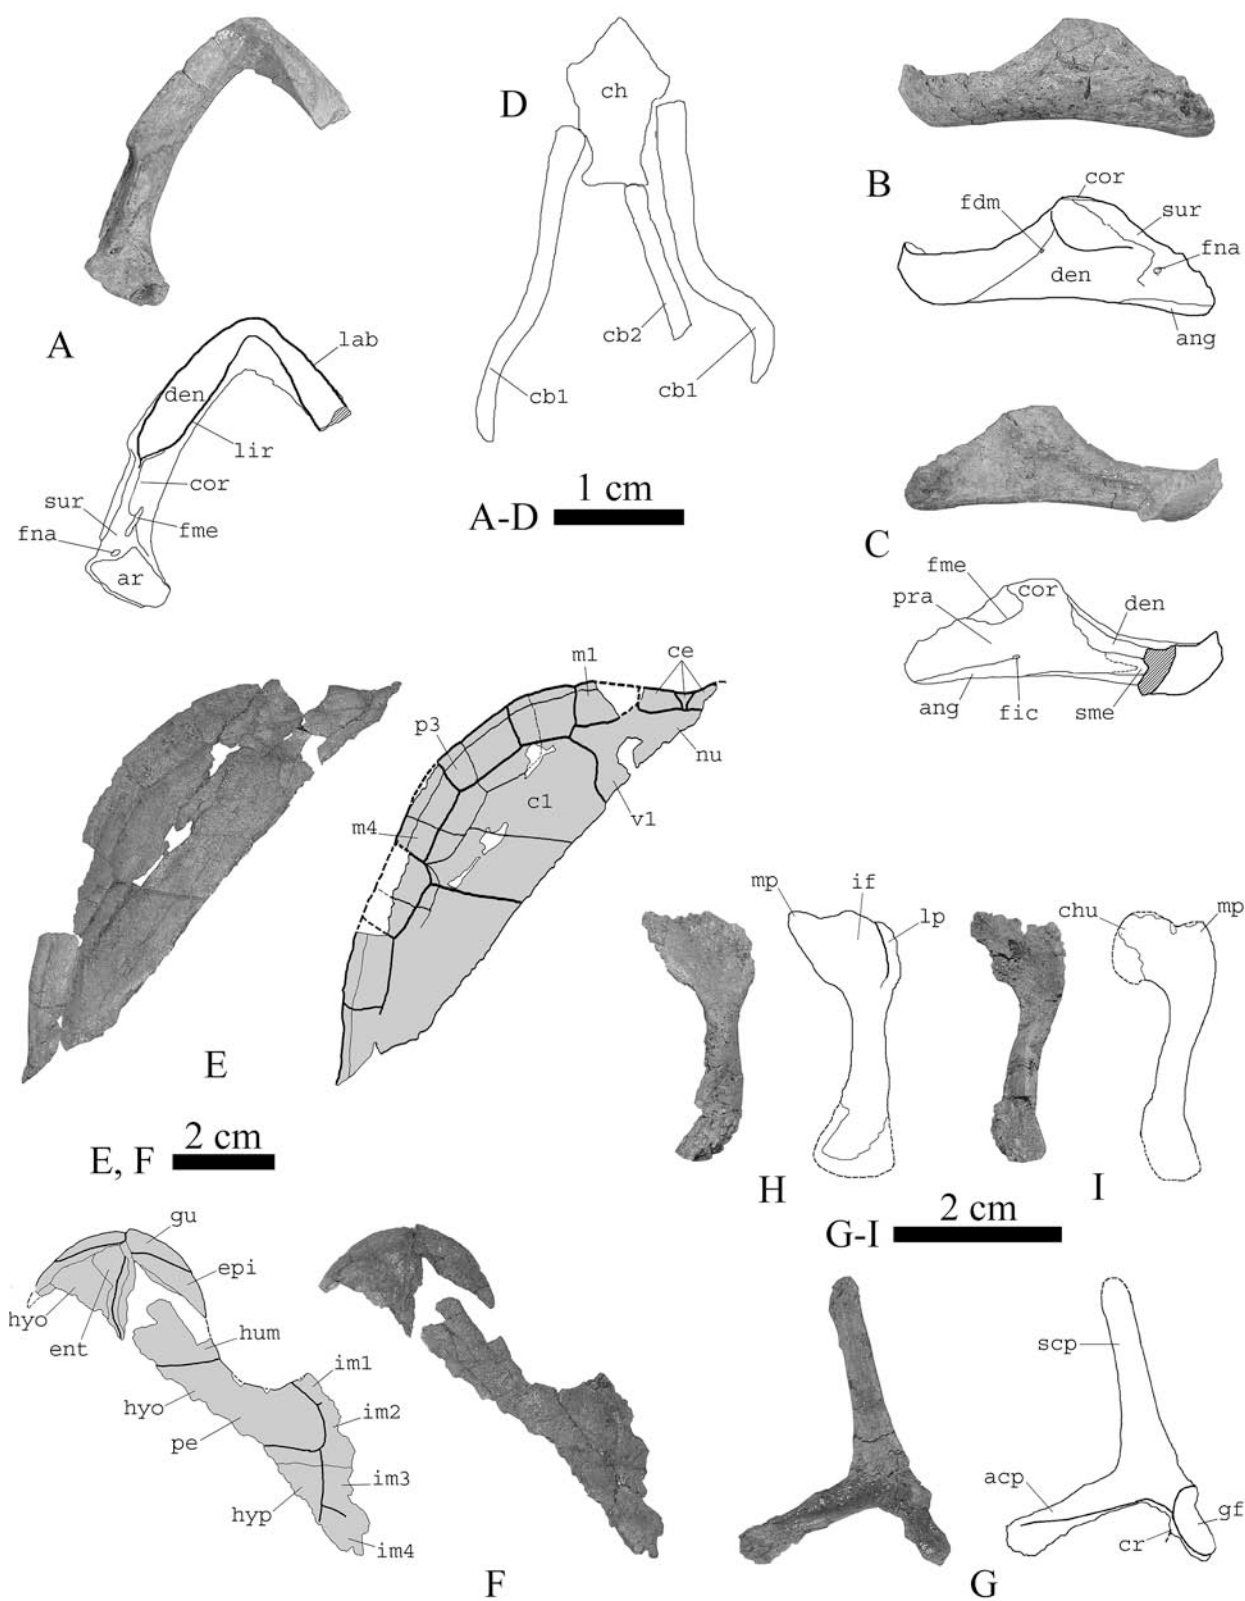 A
lab
den
lir
cor
sur
fme
fna
ar
D
ch
cb2
cb1
cb1
A-D
1 cm
B
cor
fdm
sur
fna
den
ang
C
fme
cor
pra
den
ang
fic
sme
E
m1
ce
p3
nu
c1
v1
m4
E, F
2 cm
mp
if
lp
H
chu
mp
I
G-I
2 cm
gu
epi
hyo
ent
hum
im1
hyo
im2
pe
im3
hyp
im4
F
scp
acp
gf
cr
G